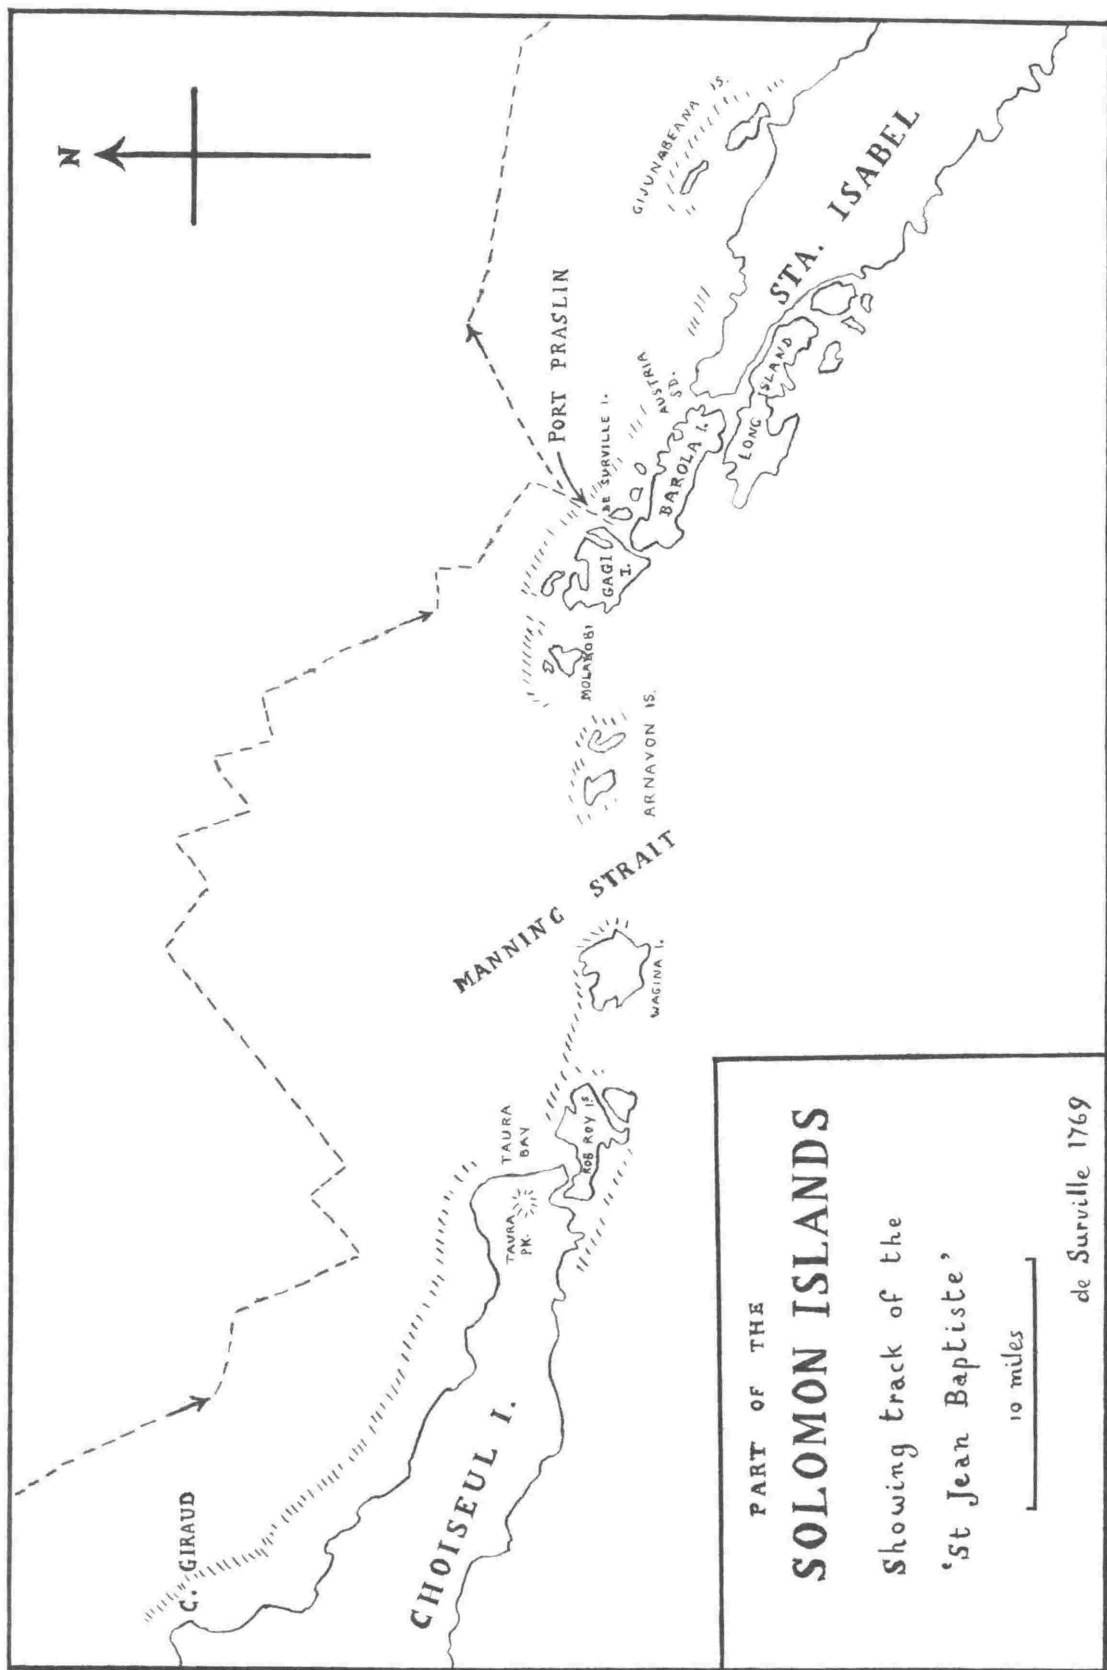 N
C. GIRAUD
CHOISEUL I.
TAURA
PK.
TAURA
BAY
ROB ROY IS.
WAGINA I.
MANNING STRAIT
ARNAVON IS.
MOLAKOBI
GAGI
I.
PORT PRASLIN
DE SURVILLE I.
AUSTRIA
SD.
BAROLA I.
LONG ISLAND
STA. ISABEL
GIJUNABEANA IS.
PART OF THE
SOLOMON ISLANDS
Showing track of the
'St Jean Baptiste'
10 miles
de Surville 1769